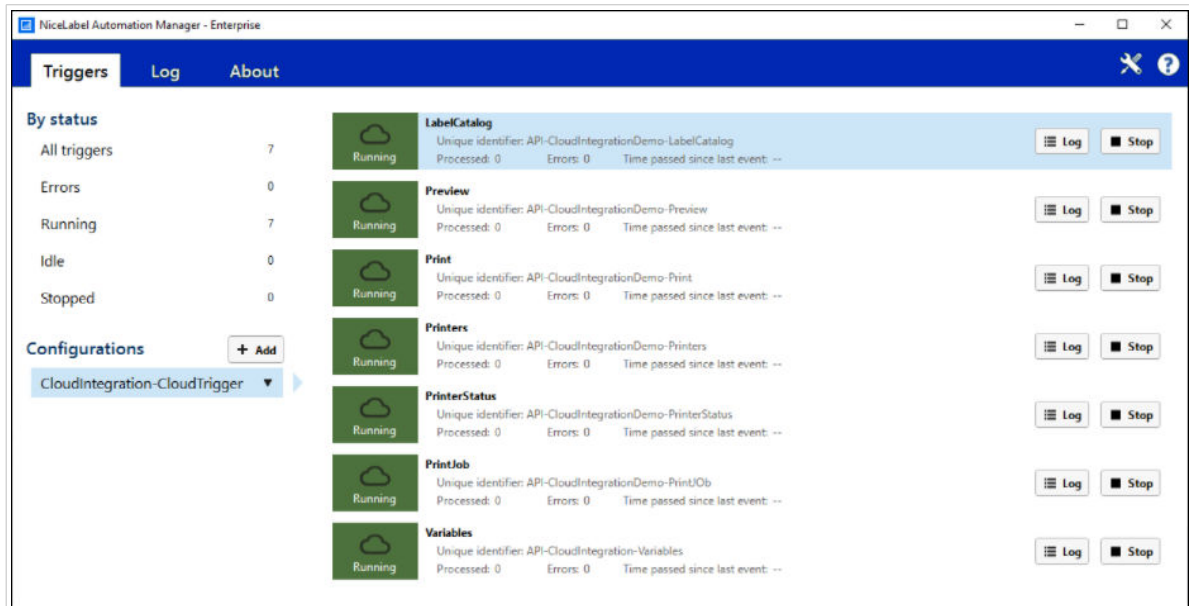 NiceLabel Automation Manager - Enterprise
Triggers Log About
By status
All triggers 7
Errors 0
Running 7
Idle 0
Stopped 0
Configurations + Add
CloudIntegration-CloudTrigger
LabelCatalog
Unique identifier: API-CloudIntegrationDemo-LabelCatalog
Running Processed: 0 Errors: 0 Time passed since last event: --
Log Stop
Preview
Unique identifier: API-CloudIntegrationDemo-Preview
Running Processed: 0 Errors: 0 Time passed since last event: --
Log Stop
Print
Unique identifier: API-CloudIntegrationDemo-Print
Running Processed: 0 Errors: 0 Time passed since last event: --
Log Stop
Printers
Unique identifier: API-CloudIntegrationDemo-Printers
Running Processed: 0 Errors: 0 Time passed since last event: --
Log Stop
PrinterStatus
Unique identifier: API-CloudIntegrationDemo-PrinterStatus
Running Processed: 0 Errors: 0 Time passed since last event: --
Log Stop
PrintJob
Unique identifier: API-CloudIntegrationDemo-PrintJOb
Running Processed: 0 Errors: 0 Time passed since last event: --
Log Stop
Variables
Unique identifier: API-CloudIntegration-Variables
Running Processed: 0 Errors: 0 Time passed since last event: --
Log Stop